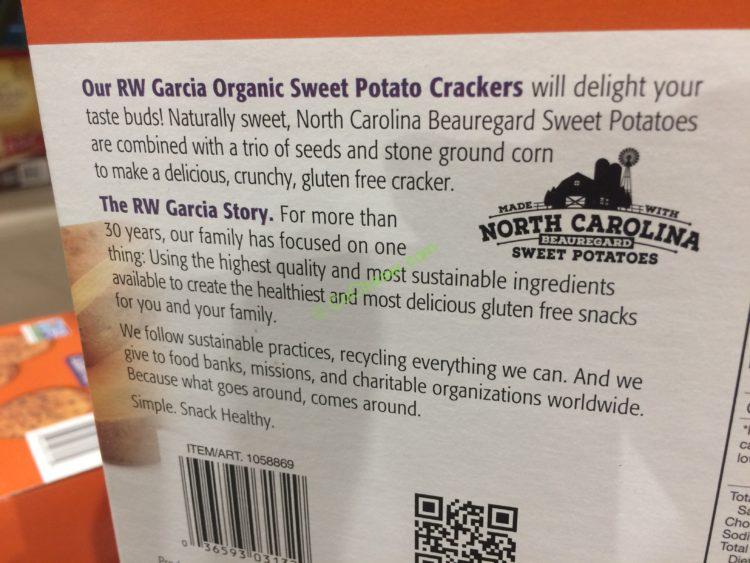 Our RW Garcia Organic Sweet Potato Crackers will delight your
taste buds! Naturally sweet, North Carolina Beauregard Sweet Potatoes
are combined with a trio of seeds and stone ground corn
to make a delicious, crunchy, gluten free cracker.
MADE WITH
NORTH CAROLINA
BEAUREGARD
SWEET POTATOES
The RW Garcia Story. For more than
30 years, our family has focused on one
thing: Using the highest quality and most sustainable ingredients
available to create the healthiest and most delicious gluten free snacks
for you and your family.
We follow sustainable practices, recycling everything we can. And we
give to food banks, missions, and charitable organizations worldwide.
Because what goes around, comes around.
Simple. Snack Healthy.
ITEM/ART. 1058869
0 36593 031
Total